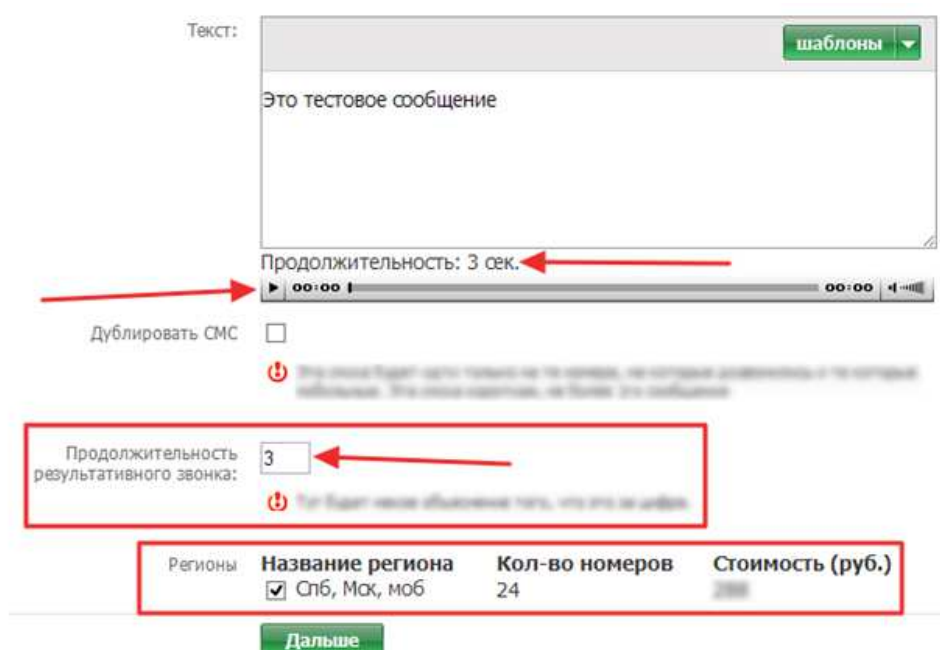 Текст:
шаблоны
Это тестовое сообщение
Продолжительность: 3 сек.
00:00 00:00
Дублировать СМС
Продолжительность
результативного звонка:
3
Регионы Название региона Кол-во номеров Стоимость (руб.)
Спб, Мск, моб 24
Дальше